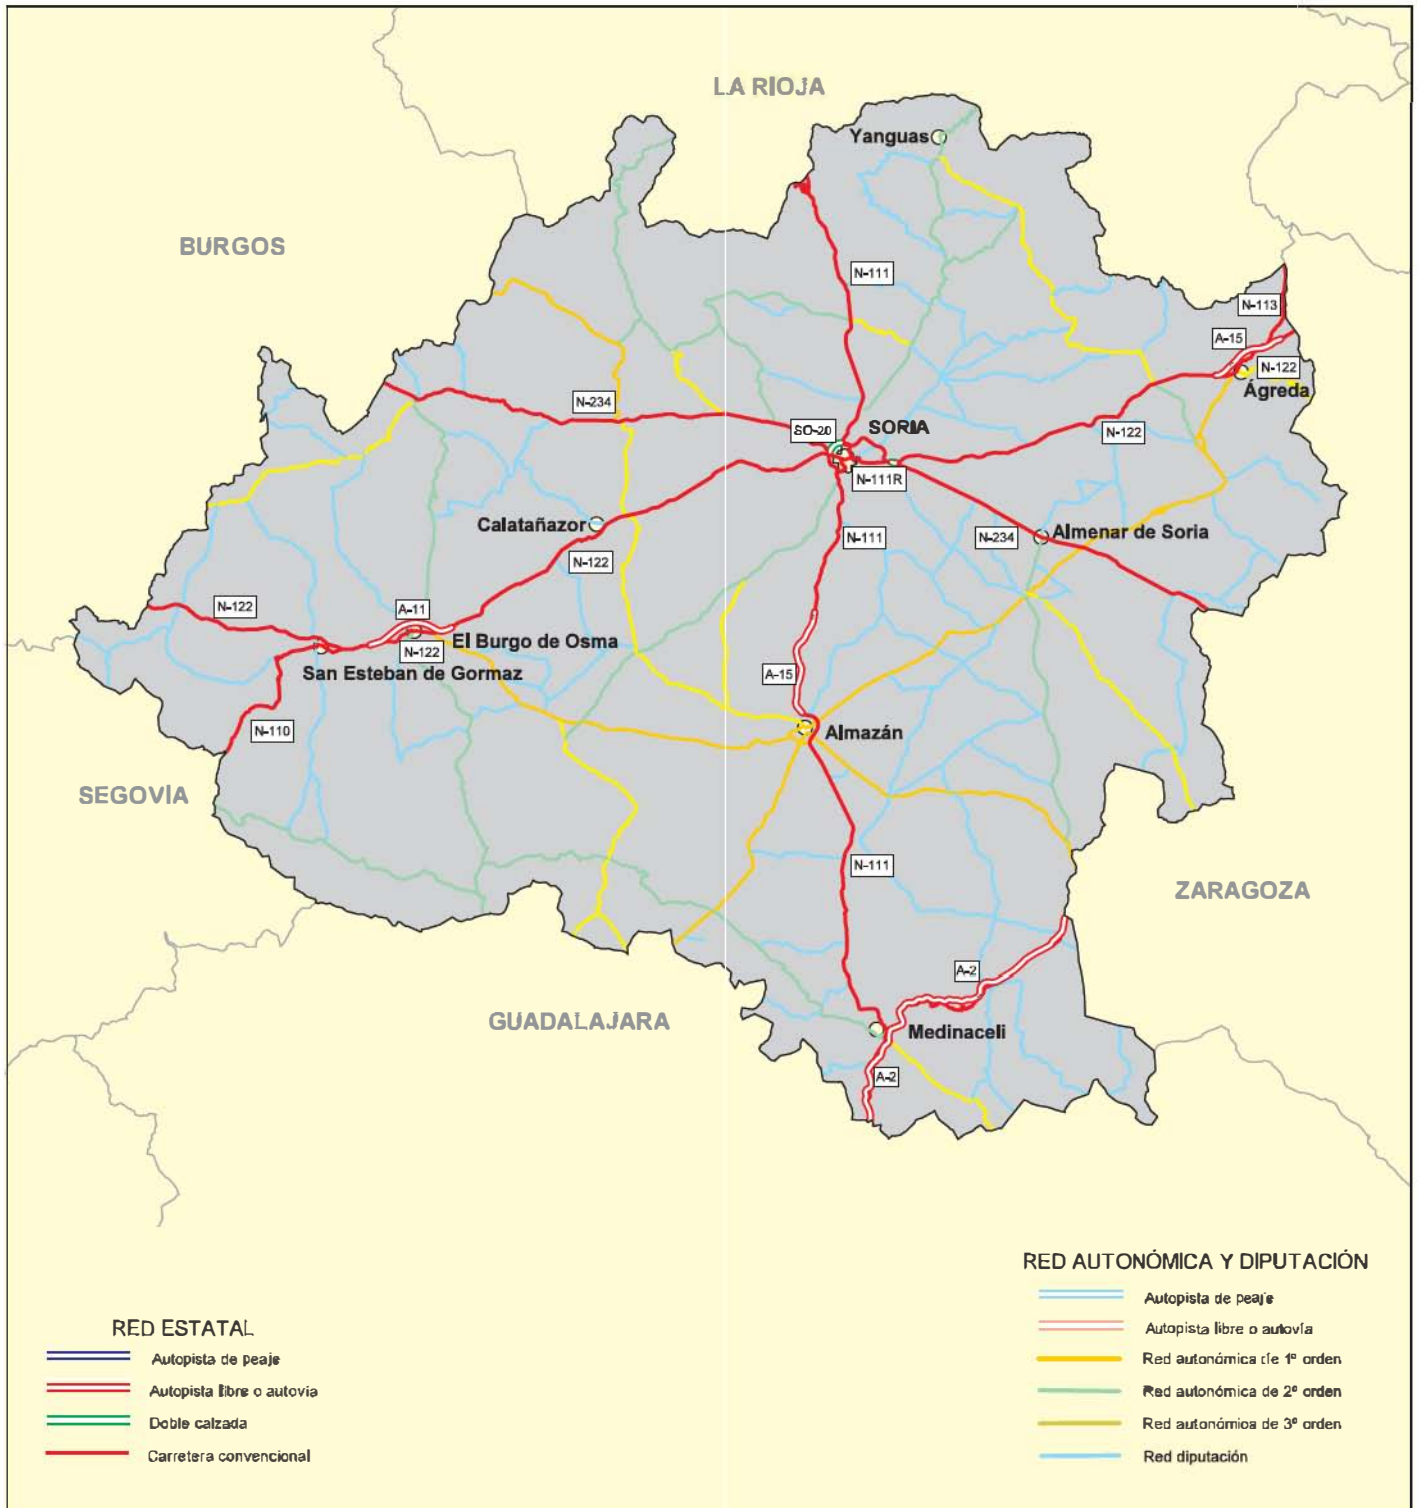 LA RIOJA
Yanguas
BURGOS
N-111
N-113
A-15
N-122
Ágreda
N-234
SO-20
SORIA
N-122
N-111R
Calatañazor
N-111
N-234
Almenar de Soria
N-122
N-122
A-11
El Burgo de Osma
N-122
San Esteban de Gormaz
A-15
N-110
Almazán
SEGOVIA
N-111
ZARAGOZA
A-2
GUADALAJARA
Medinaceli
A-2
RED ESTATAL
Autopista de peaje
Autopista libre o autovía
Doble calzada
Carretera convencional
RED AUTONÓMICA Y DIPUTACIÓN
Autopista de peaje
Autopista libre o autovía
Red autonómica de 1º orden
Red autonómica de 2º orden
Red autonómica de 3º orden
Red diputación